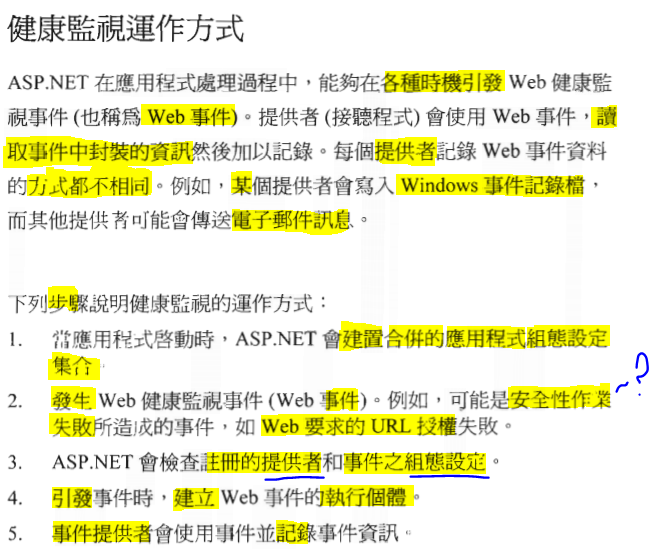 健康監視運作方式
ASP.NET 在應用程式處理過程中，能夠在各種時機引發 Web 健康監
視事件 (也稱為 Web 事件)。提供者 (接聽程式) 會使用 Web 事件，讀
取事件中封裝的資訊然後加以記錄。每個提供者記錄 Web 事件資料
的方式都不相同。例如，某個提供者會寫入 Windows 事件記錄檔，
而其他提供者可能會傳送電子郵件訊息。
下列步驟說明健康監視的運作方式：
1. 當應用程式啟動時，ASP.NET 會建置合併的應用程式組態設定
集合。
2. 發生 Web 健康監視事件 (Web 事件)。例如，可能是安全性作業 ~?
失敗所造成的事件，如 Web 要求的 URL 授權失敗。
3. ASP.NET 會檢查註冊的提供者和事件之組態設定。
4. 引發事件時，建立 Web 事件的執行個體。
5. 事件提供者會使用事件並記錄事件資訊。